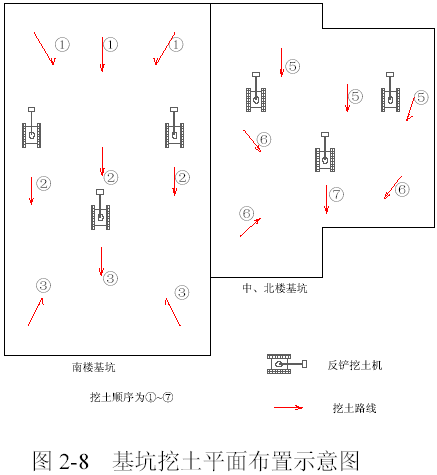 ① ① ①
⑤
⑤ ⑤
⑥
② ② ②
⑥ ⑦ ⑥
③ ③ ③
中、北楼基坑
南楼基坑
反铲挖土机
挖土顺序为①~⑦
挖土路线
图 2-8 基坑挖土平面布置示意图